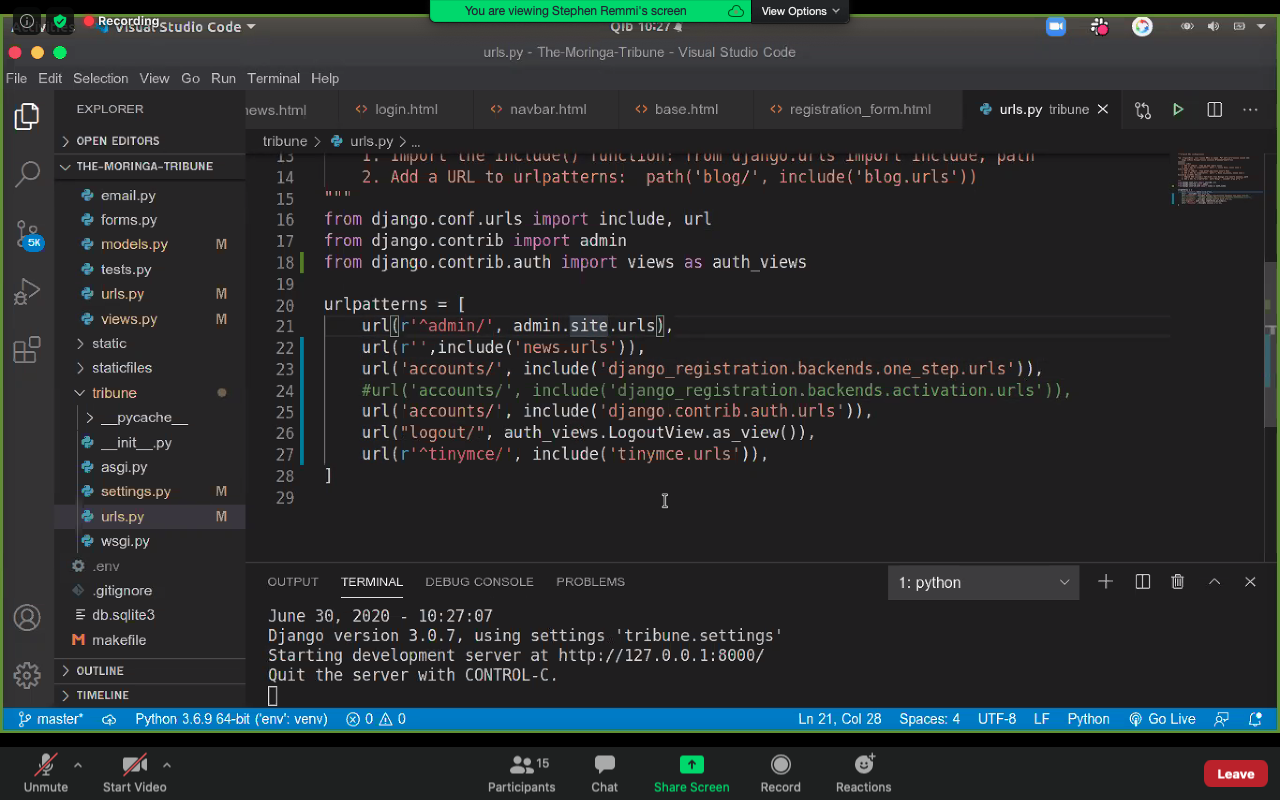 You are viewing Stephen Remmi's screen View Options
Recording
Visual Studio Code
QİD 10:27
urls.py - The-Moringa-Tribune - Visual Studio Code
File Edit Selection View Go Run Terminal Help
EXPLORER
news.html login.html navbar.html base.html registration_form.html urls.py tribune
OPEN EDITORS
tribune > urls.py > ...
THE-MORINGA-TRIBUNE
email.py
forms.py
models.py M
tests.py
urls.py M
views.py M
static
staticfiles
tribune
__pycache__
__init__.py
asgi.py
settings.py M
urls.py M
wsgi.py
.env
.gitignore
db.sqlite3
makefile
OUTLINE
TIMELINE
5K
13 1. Import the include() function: from django.urls import include, path
14 2. Add a URL to urlpatterns:  path('blog/', include('blog.urls'))
15 """
16 from django.conf.urls import include, url
17 from django.contrib import admin
18 from django.contrib.auth import views as auth_views
19
20 urlpatterns = [
21 url(r'^admin/', admin.site.urls),
22 url(r'',include('news.urls')),
23 url('accounts/', include('django_registration.backends.one_step.urls')),
24 #url('accounts/', include('django_registration.backends.activation.urls')),
25 url('accounts/', include('django.contrib.auth.urls')),
26 url("logout/", auth_views.LogoutView.as_view()),
27 url(r'^tinymce/', include('tinymce.urls')),
28 ]
29
OUTPUT TERMINAL DEBUG CONSOLE PROBLEMS 1: python
June 30, 2020 - 10:27:07
Django version 3.0.7, using settings 'tribune.settings'
Starting development server at http://127.0.0.1:8000/
Quit the server with CONTROL-C.
master* Python 3.6.9 64-bit ('env': venv) 0 0 Ln 21, Col 28 Spaces: 4 UTF-8 LF Python Go Live
Unmute Start Video Participants 15 Chat Share Screen Record Reactions Leave